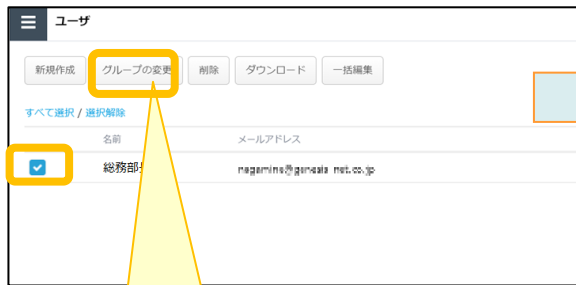 ユーザ
新規作成 グループの変更 削除 ダウンロード 一括編集
すべて選択 / 選択解除
名前 メールアドレス
総務部